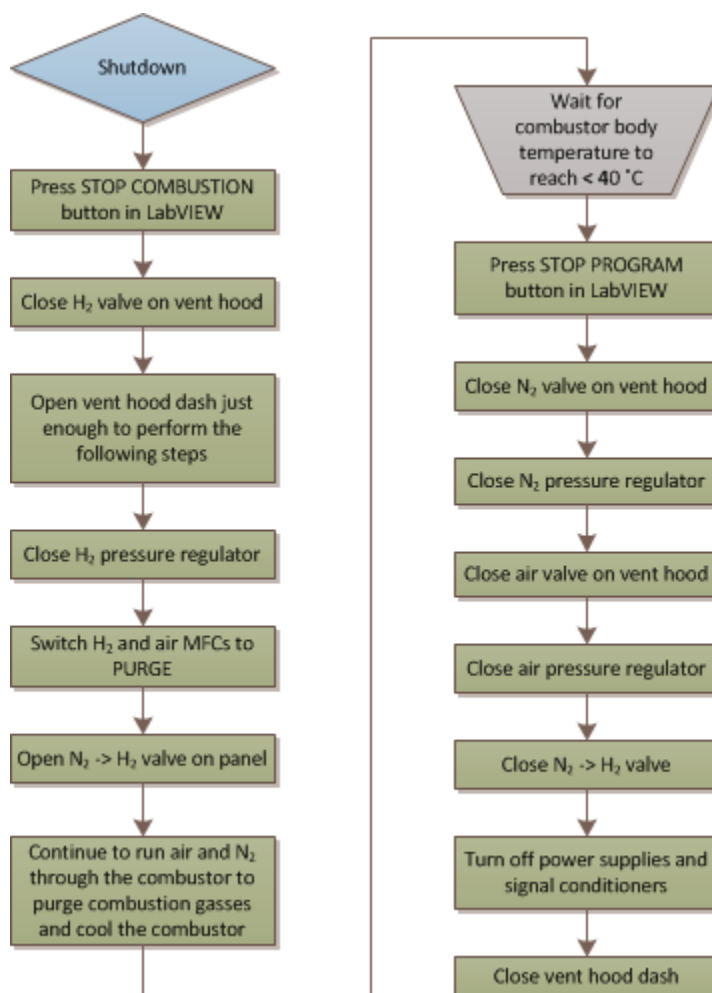 Shutdown
Press STOP COMBUSTION
button in LabVIEW
Close H₂ valve on vent hood
Open vent hood dash just
enough to perform the
following steps
Close H₂ pressure regulator
Switch H₂ and air MFCs to
PURGE
Open N₂ -> H₂ valve on panel
Continue to run air and N₂
through the combustor to
purge combustion gasses
and cool the combustor
Wait for
combustor body
temperature to
reach < 40 ˚C
Press STOP PROGRAM
button in LabVIEW
Close N₂ valve on vent hood
Close N₂ pressure regulator
Close air valve on vent hood
Close air pressure regulator
Close N₂ -> H₂ valve
Turn off power supplies and
signal conditioners
Close vent hood dash